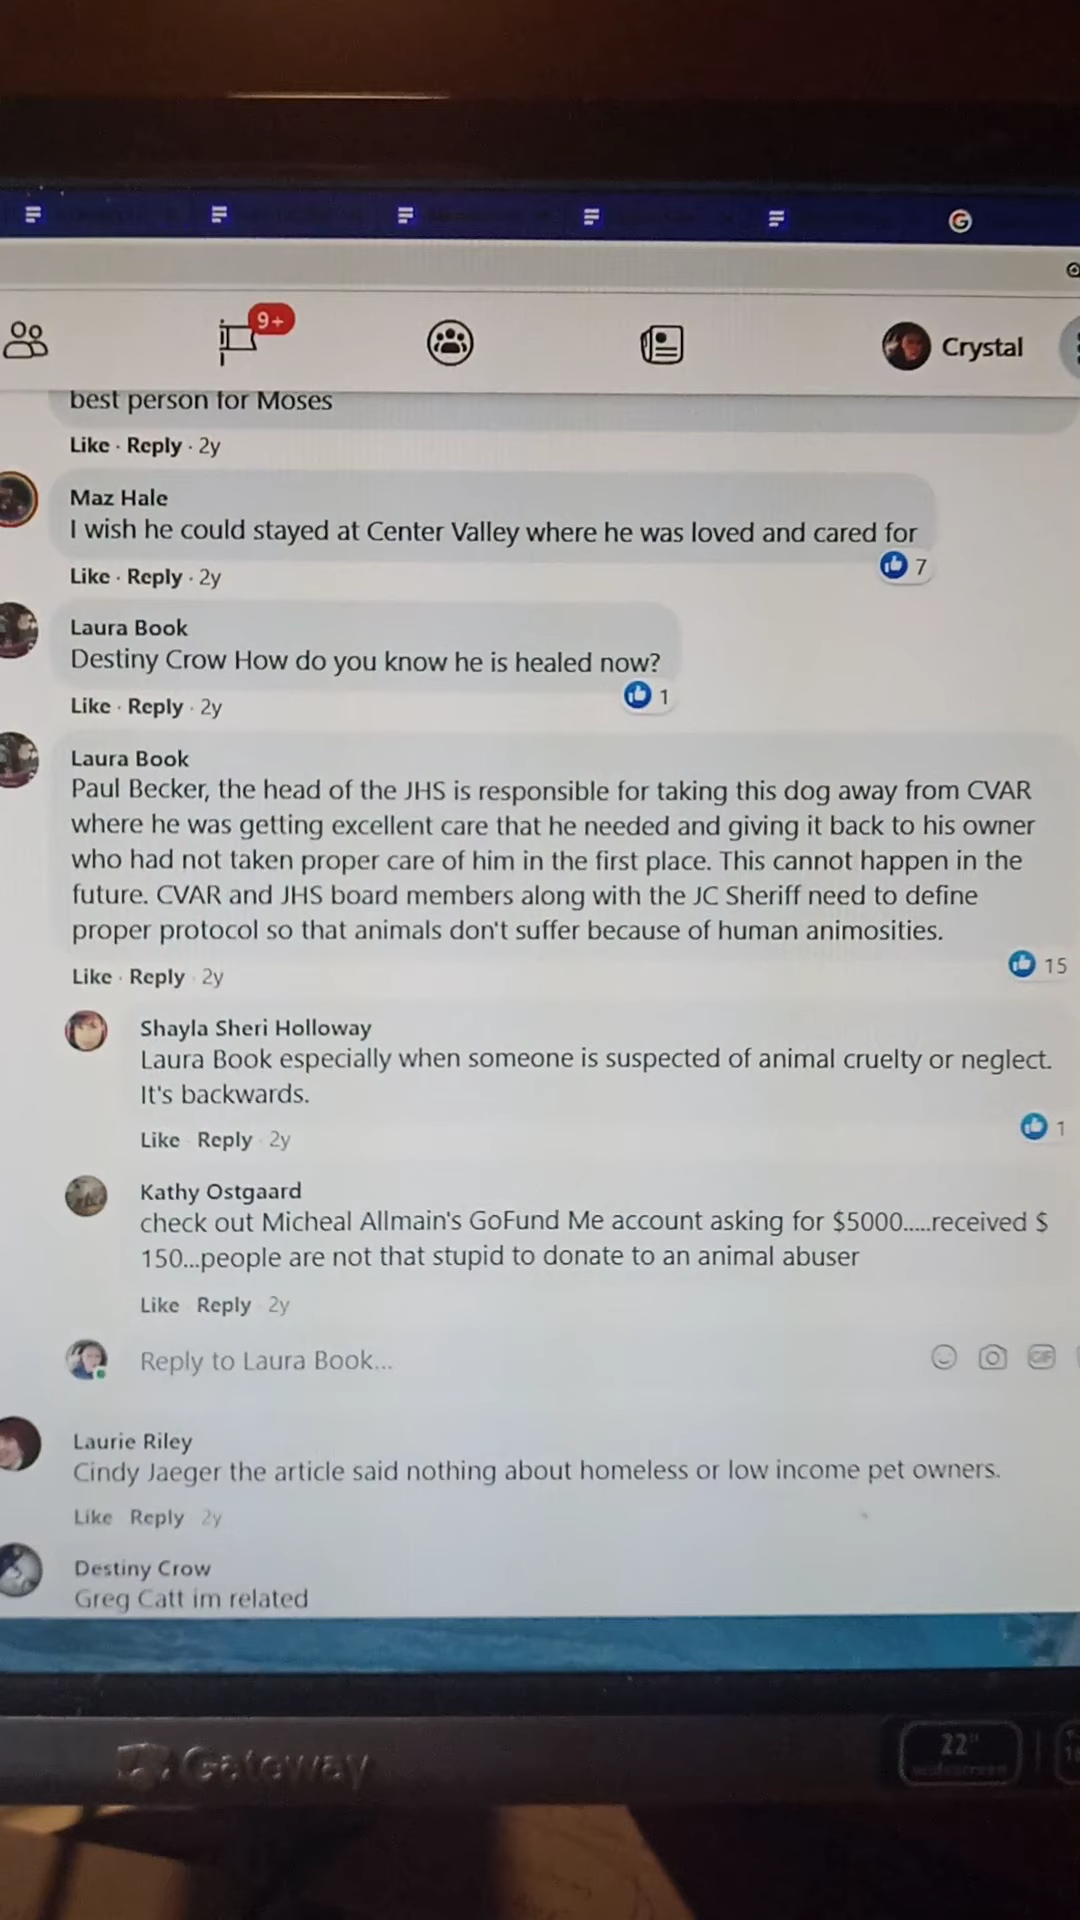 9+
Crystal
best person for Moses
Like · Reply · 2y
Maz Hale
I wish he could stayed at Center Valley where he was loved and cared for
7
Like · Reply · 2y
Laura Book
Destiny Crow How do you know he is healed now?
1
Like · Reply · 2y
Laura Book
Paul Becker, the head of the JHS is responsible for taking this dog away from CVAR
where he was getting excellent care that he needed and giving it back to his owner
who had not taken proper care of him in the first place. This cannot happen in the
future. CVAR and JHS board members along with the JC Sheriff need to define
proper protocol so that animals don't suffer because of human animosities.
15
Like · Reply · 2y
Shayla Sheri Holloway
Laura Book especially when someone is suspected of animal cruelty or neglect.
It's backwards.
1
Like · Reply · 2y
Kathy Ostgaard
check out Micheal Allmain's GoFund Me account asking for $5000.....received $
150...people are not that stupid to donate to an animal abuser
Like Reply · 2y
Reply to Laura Book...
GIF
Laurie Riley
Cindy Jaeger the article said nothing about homeless or low income pet owners.
Like Reply 2y
Destiny Crow
Greg Catt im related
Gateway
22"
widescreen